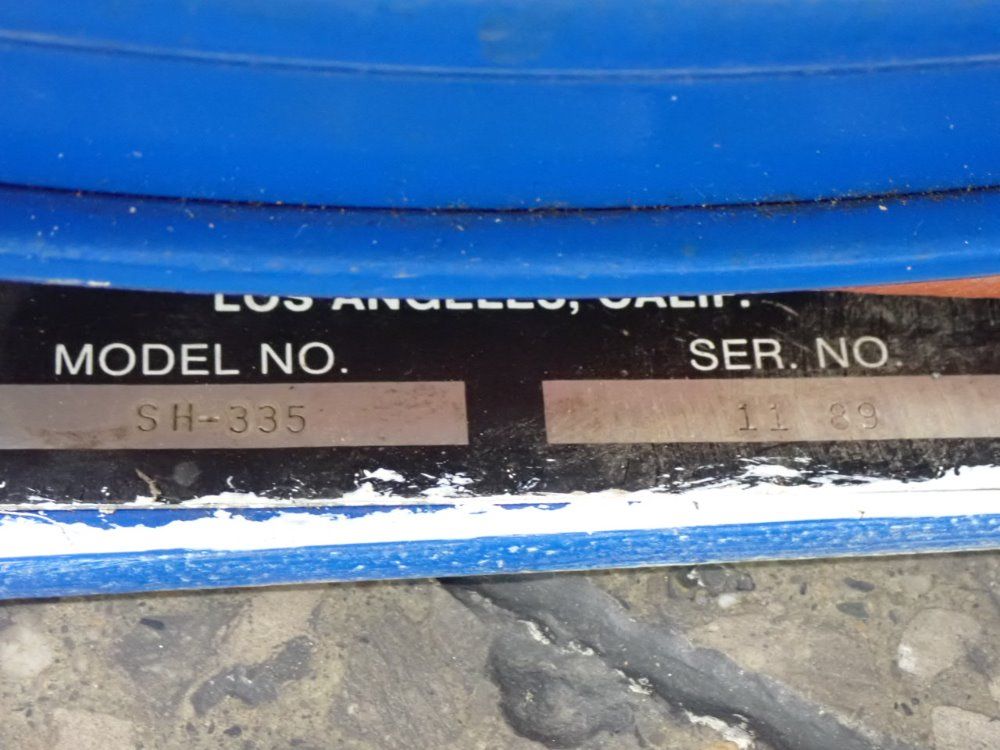 LOS ANGELES, CALIF.
MODEL NO. SER. NO.
SH-335 11 89